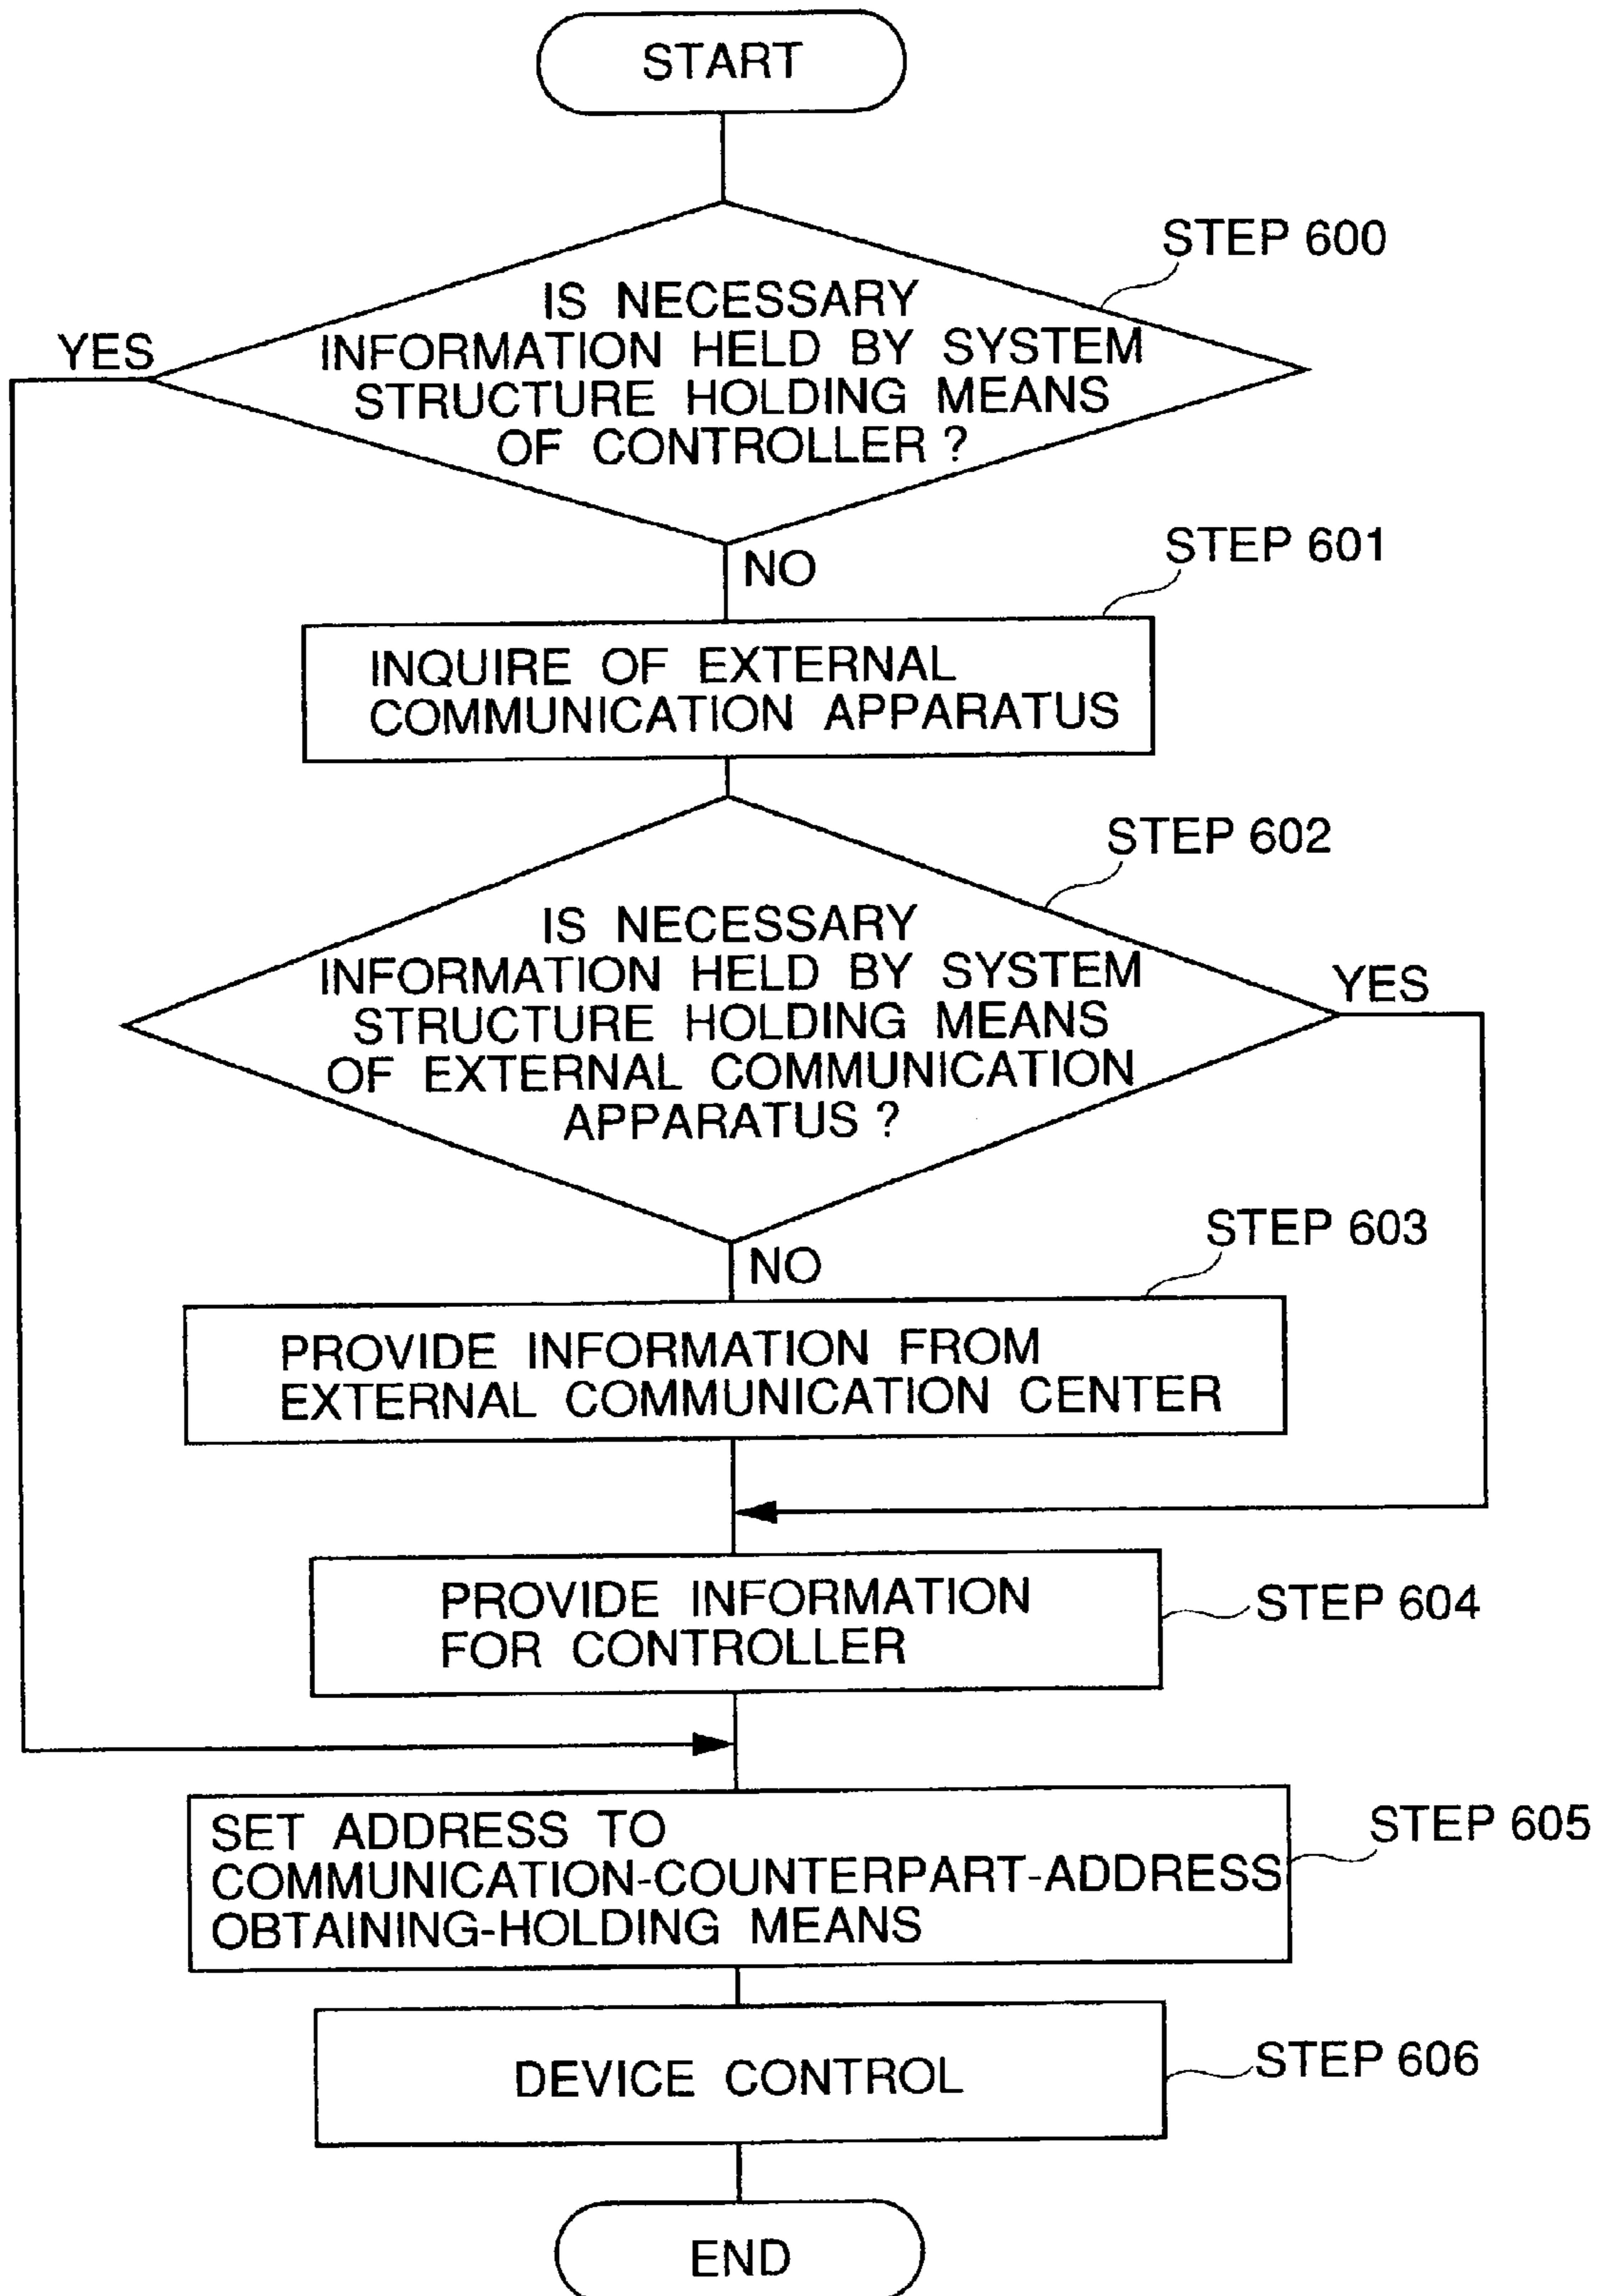 START
STEP 600
IS NECESSARY
INFORMATION HELD BY SYSTEM
STRUCTURE HOLDING MEANS
OF CONTROLLER ?
YES
NO
STEP 601
INQUIRE OF EXTERNAL
COMMUNICATION APPARATUS
STEP 602
IS NECESSARY
INFORMATION HELD BY SYSTEM
STRUCTURE HOLDING MEANS
OF EXTERNAL COMMUNICATION
APPARATUS ?
YES
NO
STEP 603
PROVIDE INFORMATION FROM
EXTERNAL COMMUNICATION CENTER
PROVIDE INFORMATION
FOR CONTROLLER
STEP 604
SET ADDRESS TO
COMMUNICATION-COUNTERPART-ADDRESS
OBTAINING-HOLDING MEANS
STEP 605
DEVICE CONTROL
STEP 606
END